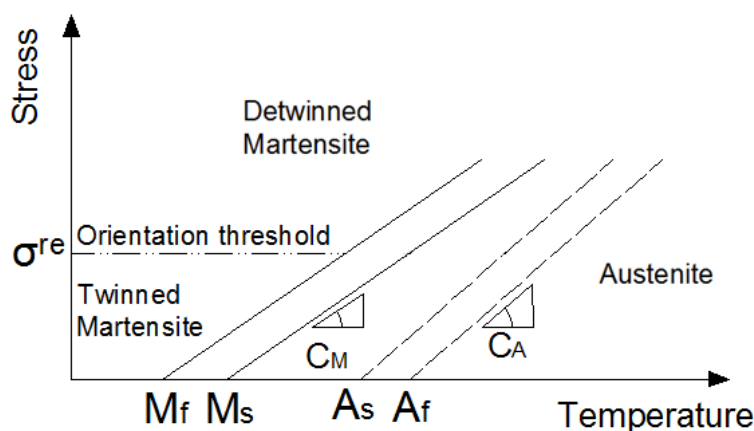 Stress
Detwinned
Martensite
Orientation threshold
σre
Twinned
Martensite
Austenite
CM
CA
Mf Ms As Af
Temperature